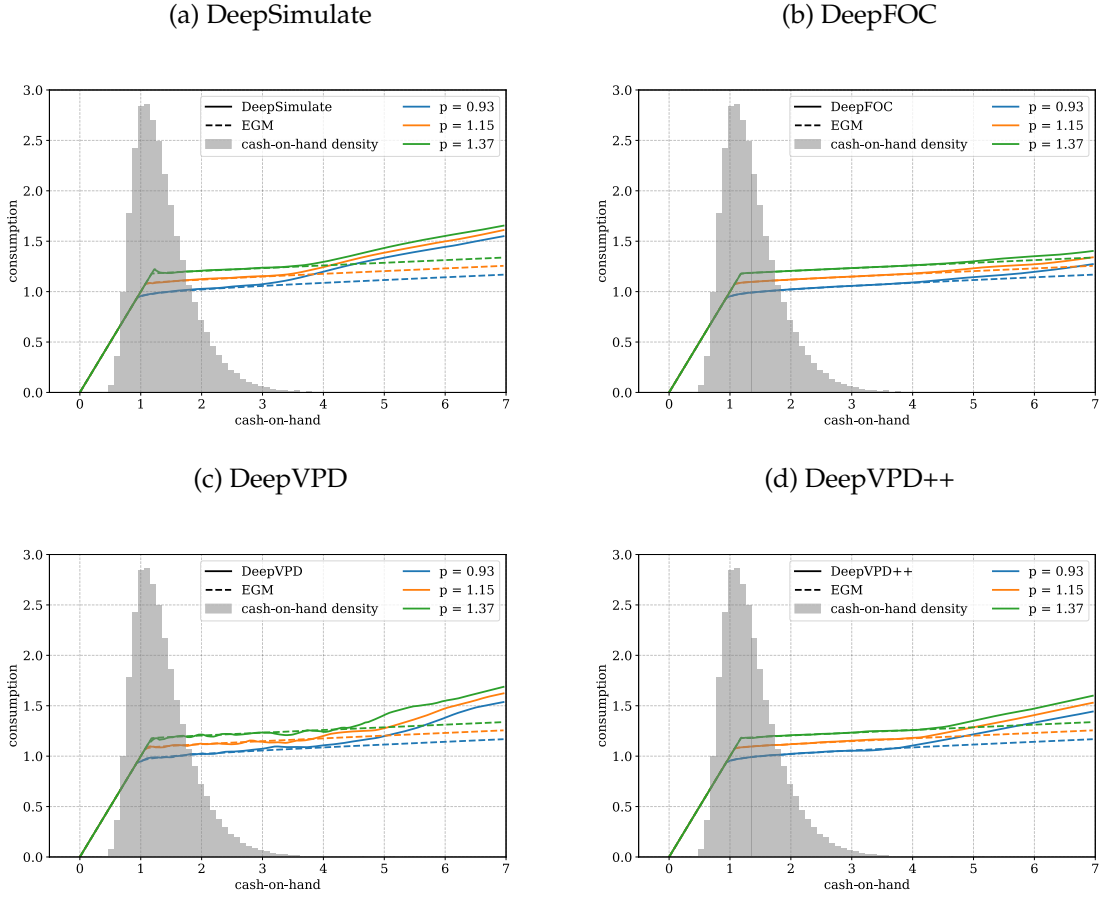 (a) DeepSimulate
(b) DeepFOC
3.0
2.5
2.0
1.5
1.0
0.5
0.0
consumption
DeepSimulate
EGM
cash-on-hand density
p = 0.93
p = 1.15
p = 1.37
0 1 2 3 4 5 6 7
cash-on-hand
3.0
2.5
2.0
1.5
1.0
0.5
0.0
consumption
DeepFOC
EGM
cash-on-hand density
p = 0.93
p = 1.15
p = 1.37
0 1 2 3 4 5 6 7
cash-on-hand
(c) DeepVPD
(d) DeepVPD++
3.0
2.5
2.0
1.5
1.0
0.5
0.0
consumption
DeepVPD
EGM
cash-on-hand density
p = 0.93
p = 1.15
p = 1.37
0 1 2 3 4 5 6 7
cash-on-hand
3.0
2.5
2.0
1.5
1.0
0.5
0.0
consumption
DeepVPD++
EGM
cash-on-hand density
p = 0.93
p = 1.15
p = 1.37
0 1 2 3 4 5 6 7
cash-on-hand